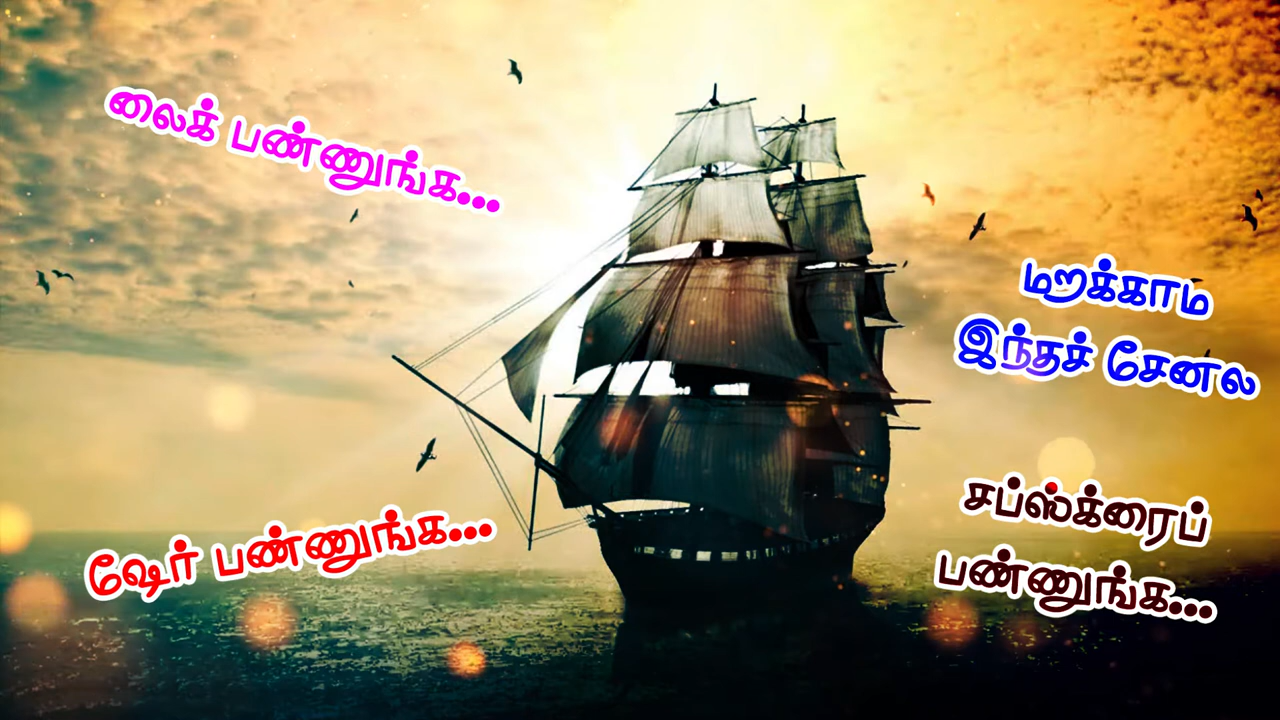 லைக் பண்ணுங்க...
மறக்காம
இந்தச் சேனல
ஷேர் பண்ணுங்க...
சப்ஸ்க்ரைப்
பண்ணுங்க...